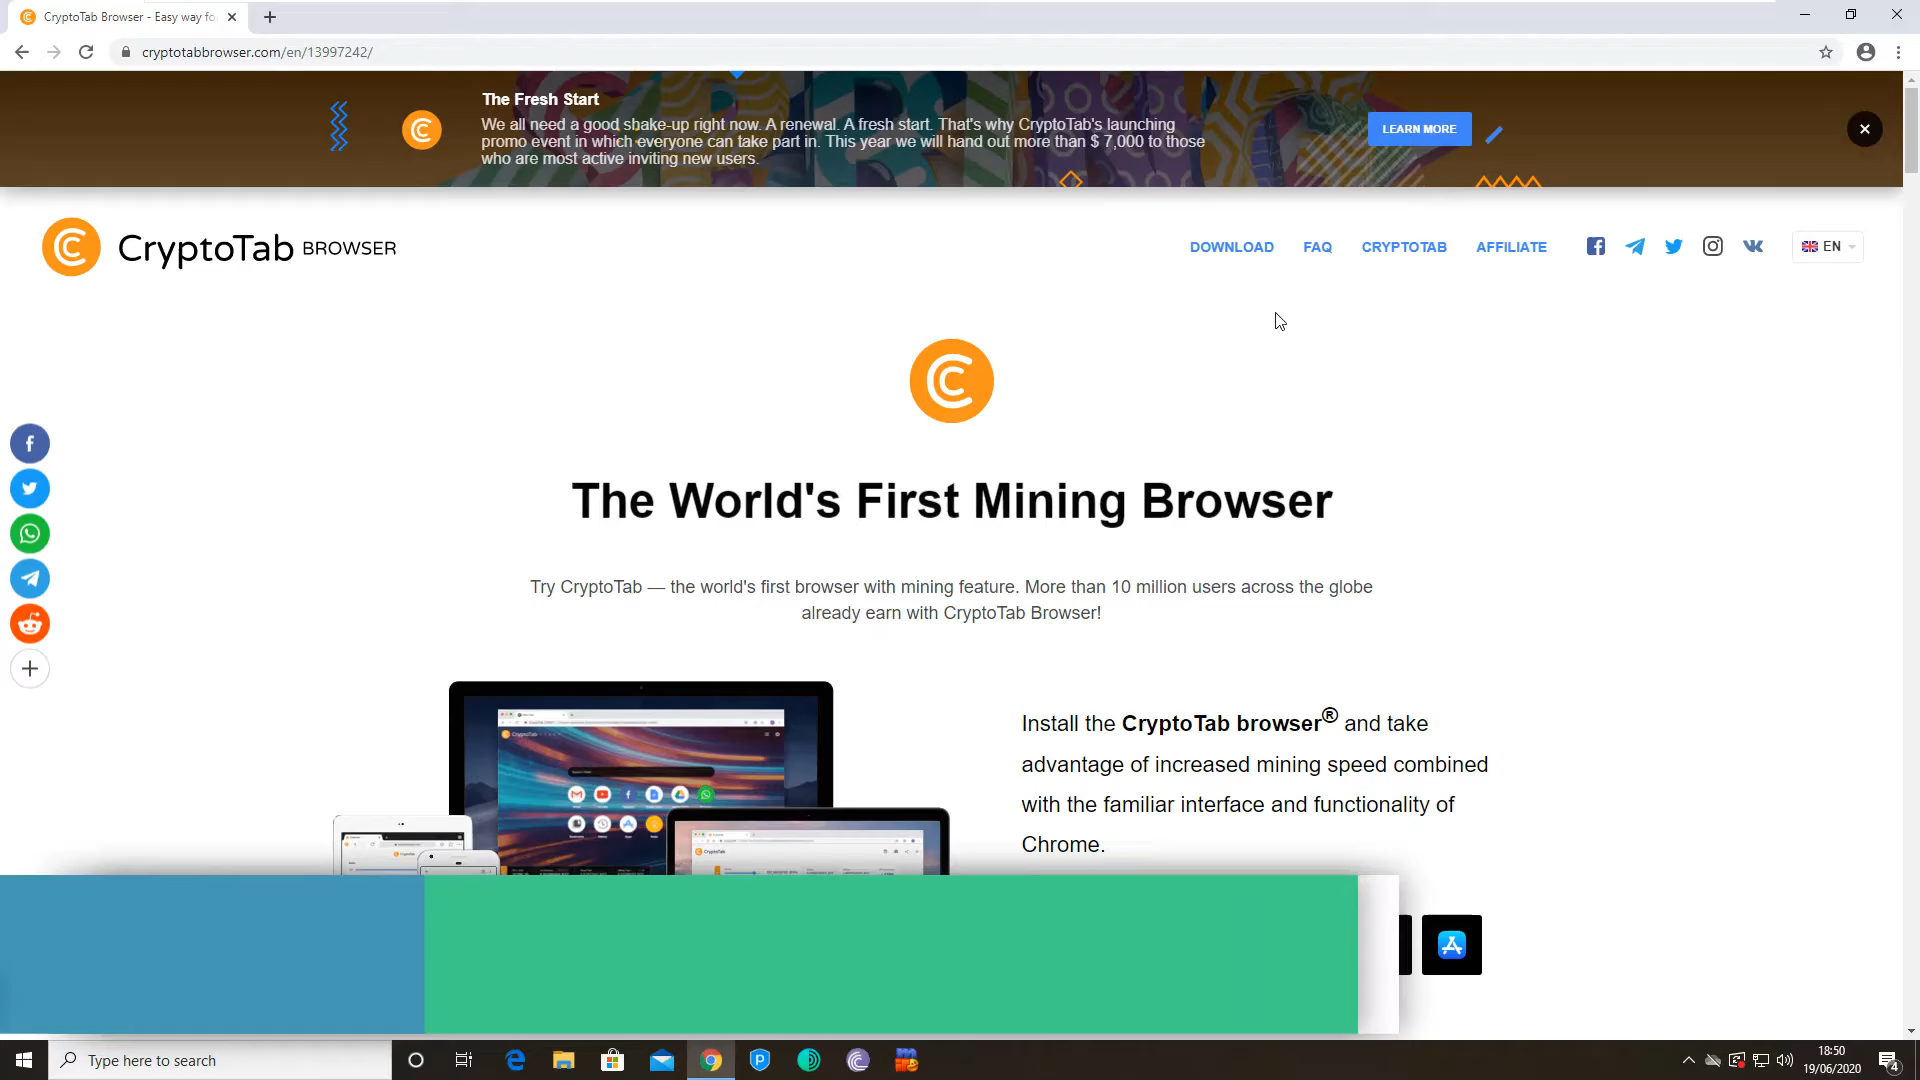 CryptoTab Browser - Easy way fo
cryptotabbrowser.com/en/13997242/
The Fresh Start
We all need a good shake-up right now. A renewal. A fresh start. That's why CryptoTab's launching
promo event in which everyone can take part in. This year we will hand out more than $ 7,000 to those
who are most active inviting new users.
LEARN MORE
CryptoTab BROWSER
DOWNLOAD FAQ CRYPTOTAB AFFILIATE EN
The World's First Mining Browser
Try CryptoTab — the world's first browser with mining feature. More than 10 million users across the globe
already earn with CryptoTab Browser!
Install the CryptoTab browser® and take
advantage of increased mining speed combined
with the familiar interface and functionality of
Chrome.
CryptoTab
CryptoTab
Type here to search
18:50
19/06/2020
4